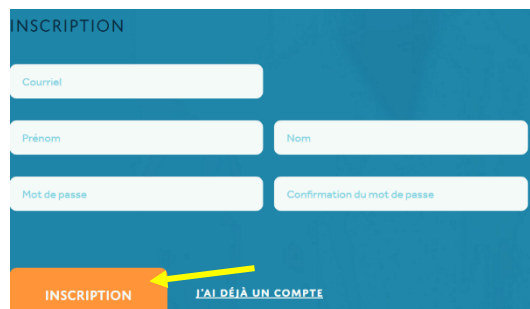 INSCRIPTION
Courriel
Prénom Nom
Mot de passe Confirmation du mot de passe
INSCRIPTION J'AI DÉJÀ UN COMPTE